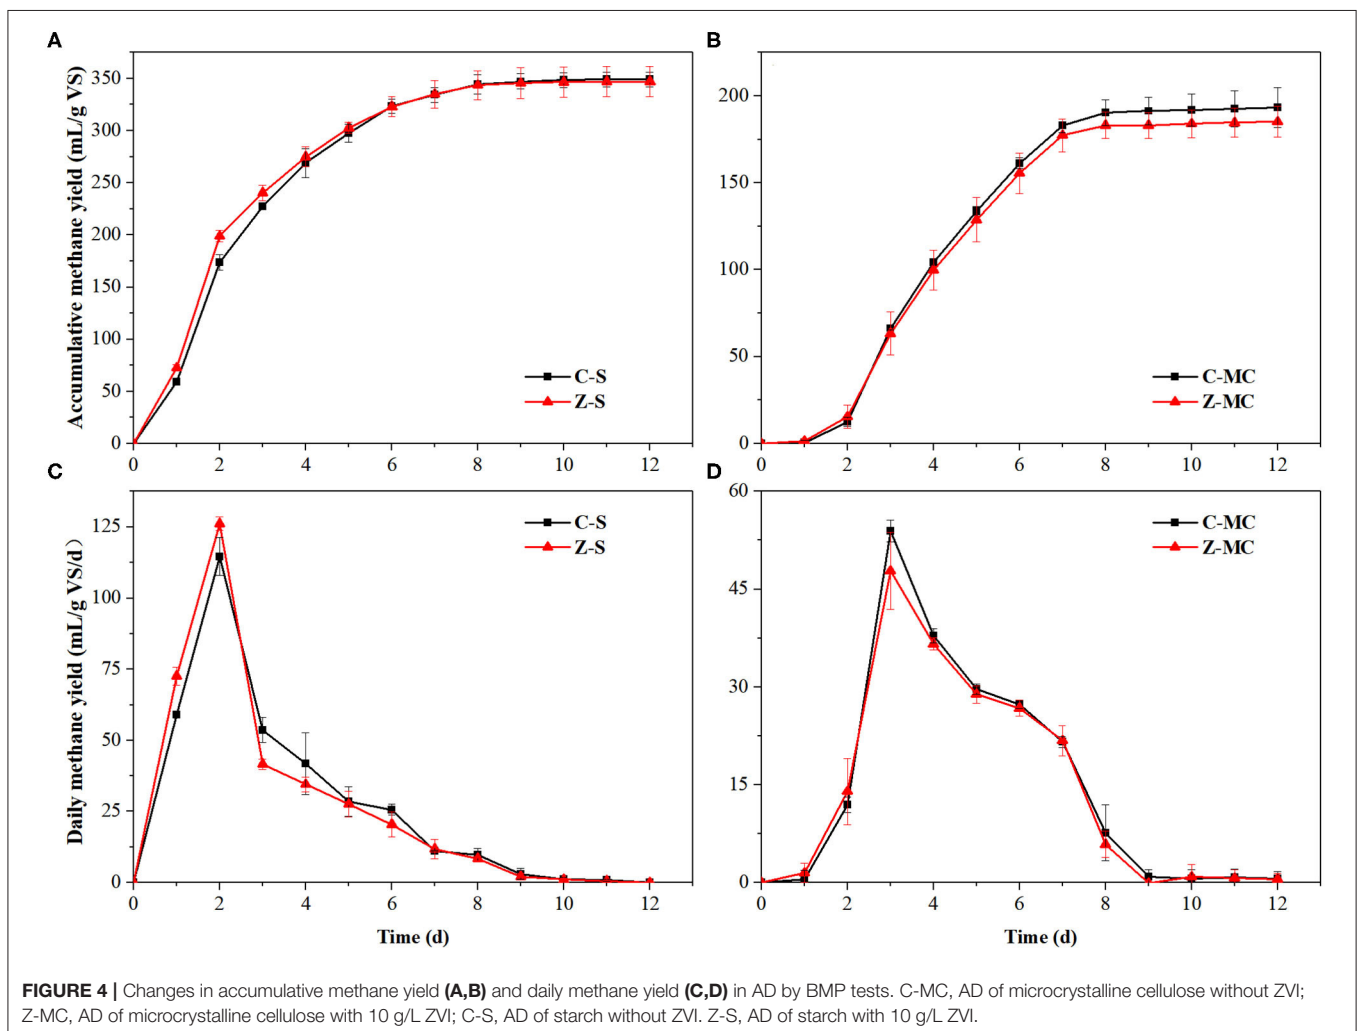 A
B
Accumulative methane yield (mL/g VS)
350
300
250
200
150
100
50
0
C-S
Z-S
0 2 4 6 8 10 12
200
150
100
50
0
C-MC
Z-MC
0 2 4 6 8 10 12
C
D
Daily methane yield (mL/g VS/d)
125
100
75
50
25
0
C-S
Z-S
0 2 4 6 8 10 12
Time (d)
60
45
30
15
0
C-MC
Z-MC
0 2 4 6 8 10 12
Time (d)
FIGURE 4 | Changes in accumulative methane yield (A,B) and daily methane yield (C,D) in AD by BMP tests. C-MC, AD of microcrystalline cellulose without ZVI;
Z-MC, AD of microcrystalline cellulose with 10 g/L ZVI; C-S, AD of starch without ZVI. Z-S, AD of starch with 10 g/L ZVI.